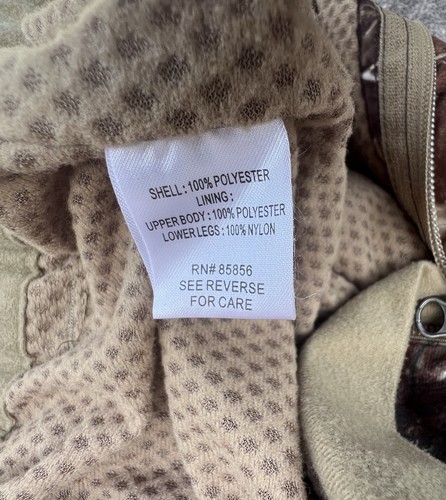 SHELL : 100% POLYESTER
LINING ;
UPPER BODY : 100% POLYESTER
LOWER LEGS : 100% NYLON
RN# 85856
SEE REVERSE
FOR CARE